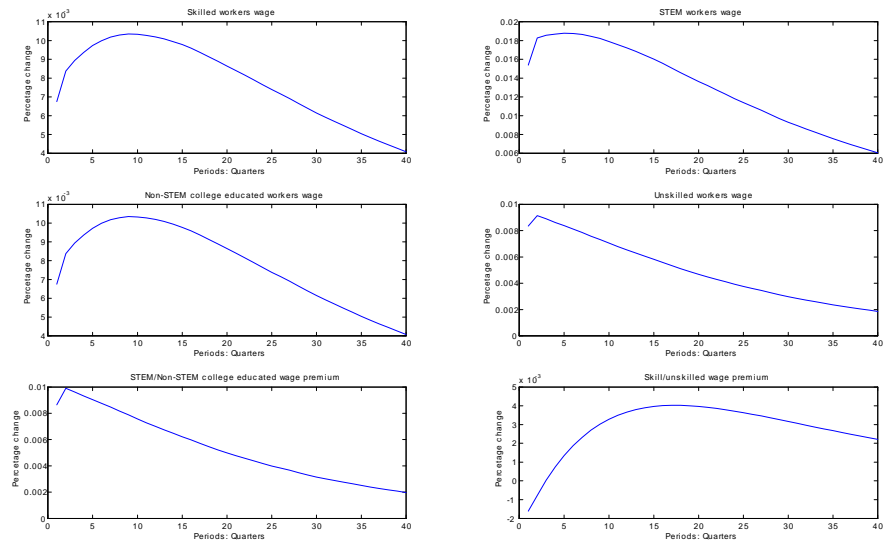 Skilled workers wage
x 10^-3
11
10
9
8
7
6
5
4
Percetage change
0 5 10 15 20 25 30 35 40
Periods: Quarters
STEM workers wage
0.02
0.018
0.016
0.014
0.012
0.01
0.008
0.006
Percetage change
0 5 10 15 20 25 30 35 40
Periods: Quarters
Non-STEM college educated workers wage
x 10^-3
11
10
9
8
7
6
5
4
Percetage change
0 5 10 15 20 25 30 35 40
Periods: Quarters
Unskilled workers wage
0.01
0.008
0.006
0.004
0.002
0
Percetage change
0 5 10 15 20 25 30 35 40
Periods: Quarters
STEM/Non-STEM college educated wage premium
0.01
0.008
0.006
0.004
0.002
0
Percetage change
0 5 10 15 20 25 30 35 40
Periods: Quarters
Skill/unskilled wage premium
x 10^-3
5
4
3
2
1
0
-1
-2
Percetage change
0 5 10 15 20 25 30 35 40
Periods: Quarters